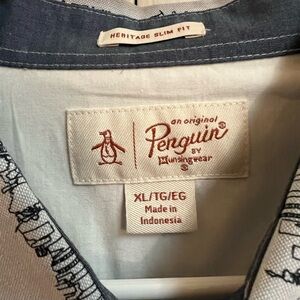 HERITAGE SLIM FIT
an original
Penguin®
BY
Munsingwear
®
XL/TG/EG
Made in
Indonesia